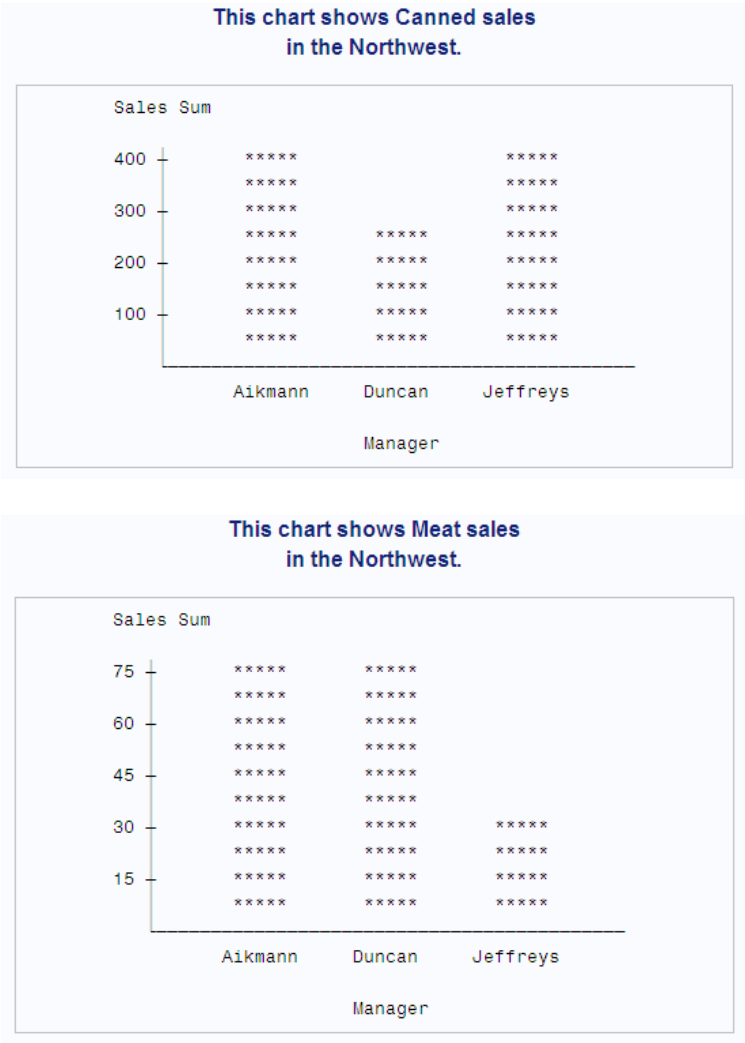 This chart shows Canned sales
in the Northwest.
Sales Sum
400 ***** *****
***** *****
300 ***** *****
***** ***** *****
200 ***** ***** *****
***** ***** *****
100 ***** ***** *****
***** ***** *****
Aikmann Duncan Jeffreys
Manager
This chart shows Meat sales
in the Northwest.
Sales Sum
75 ***** *****
***** *****
60 ***** *****
***** *****
45 ***** *****
***** *****
30 ***** ***** *****
***** ***** *****
15 ***** ***** *****
***** ***** *****
Aikmann Duncan Jeffreys
Manager